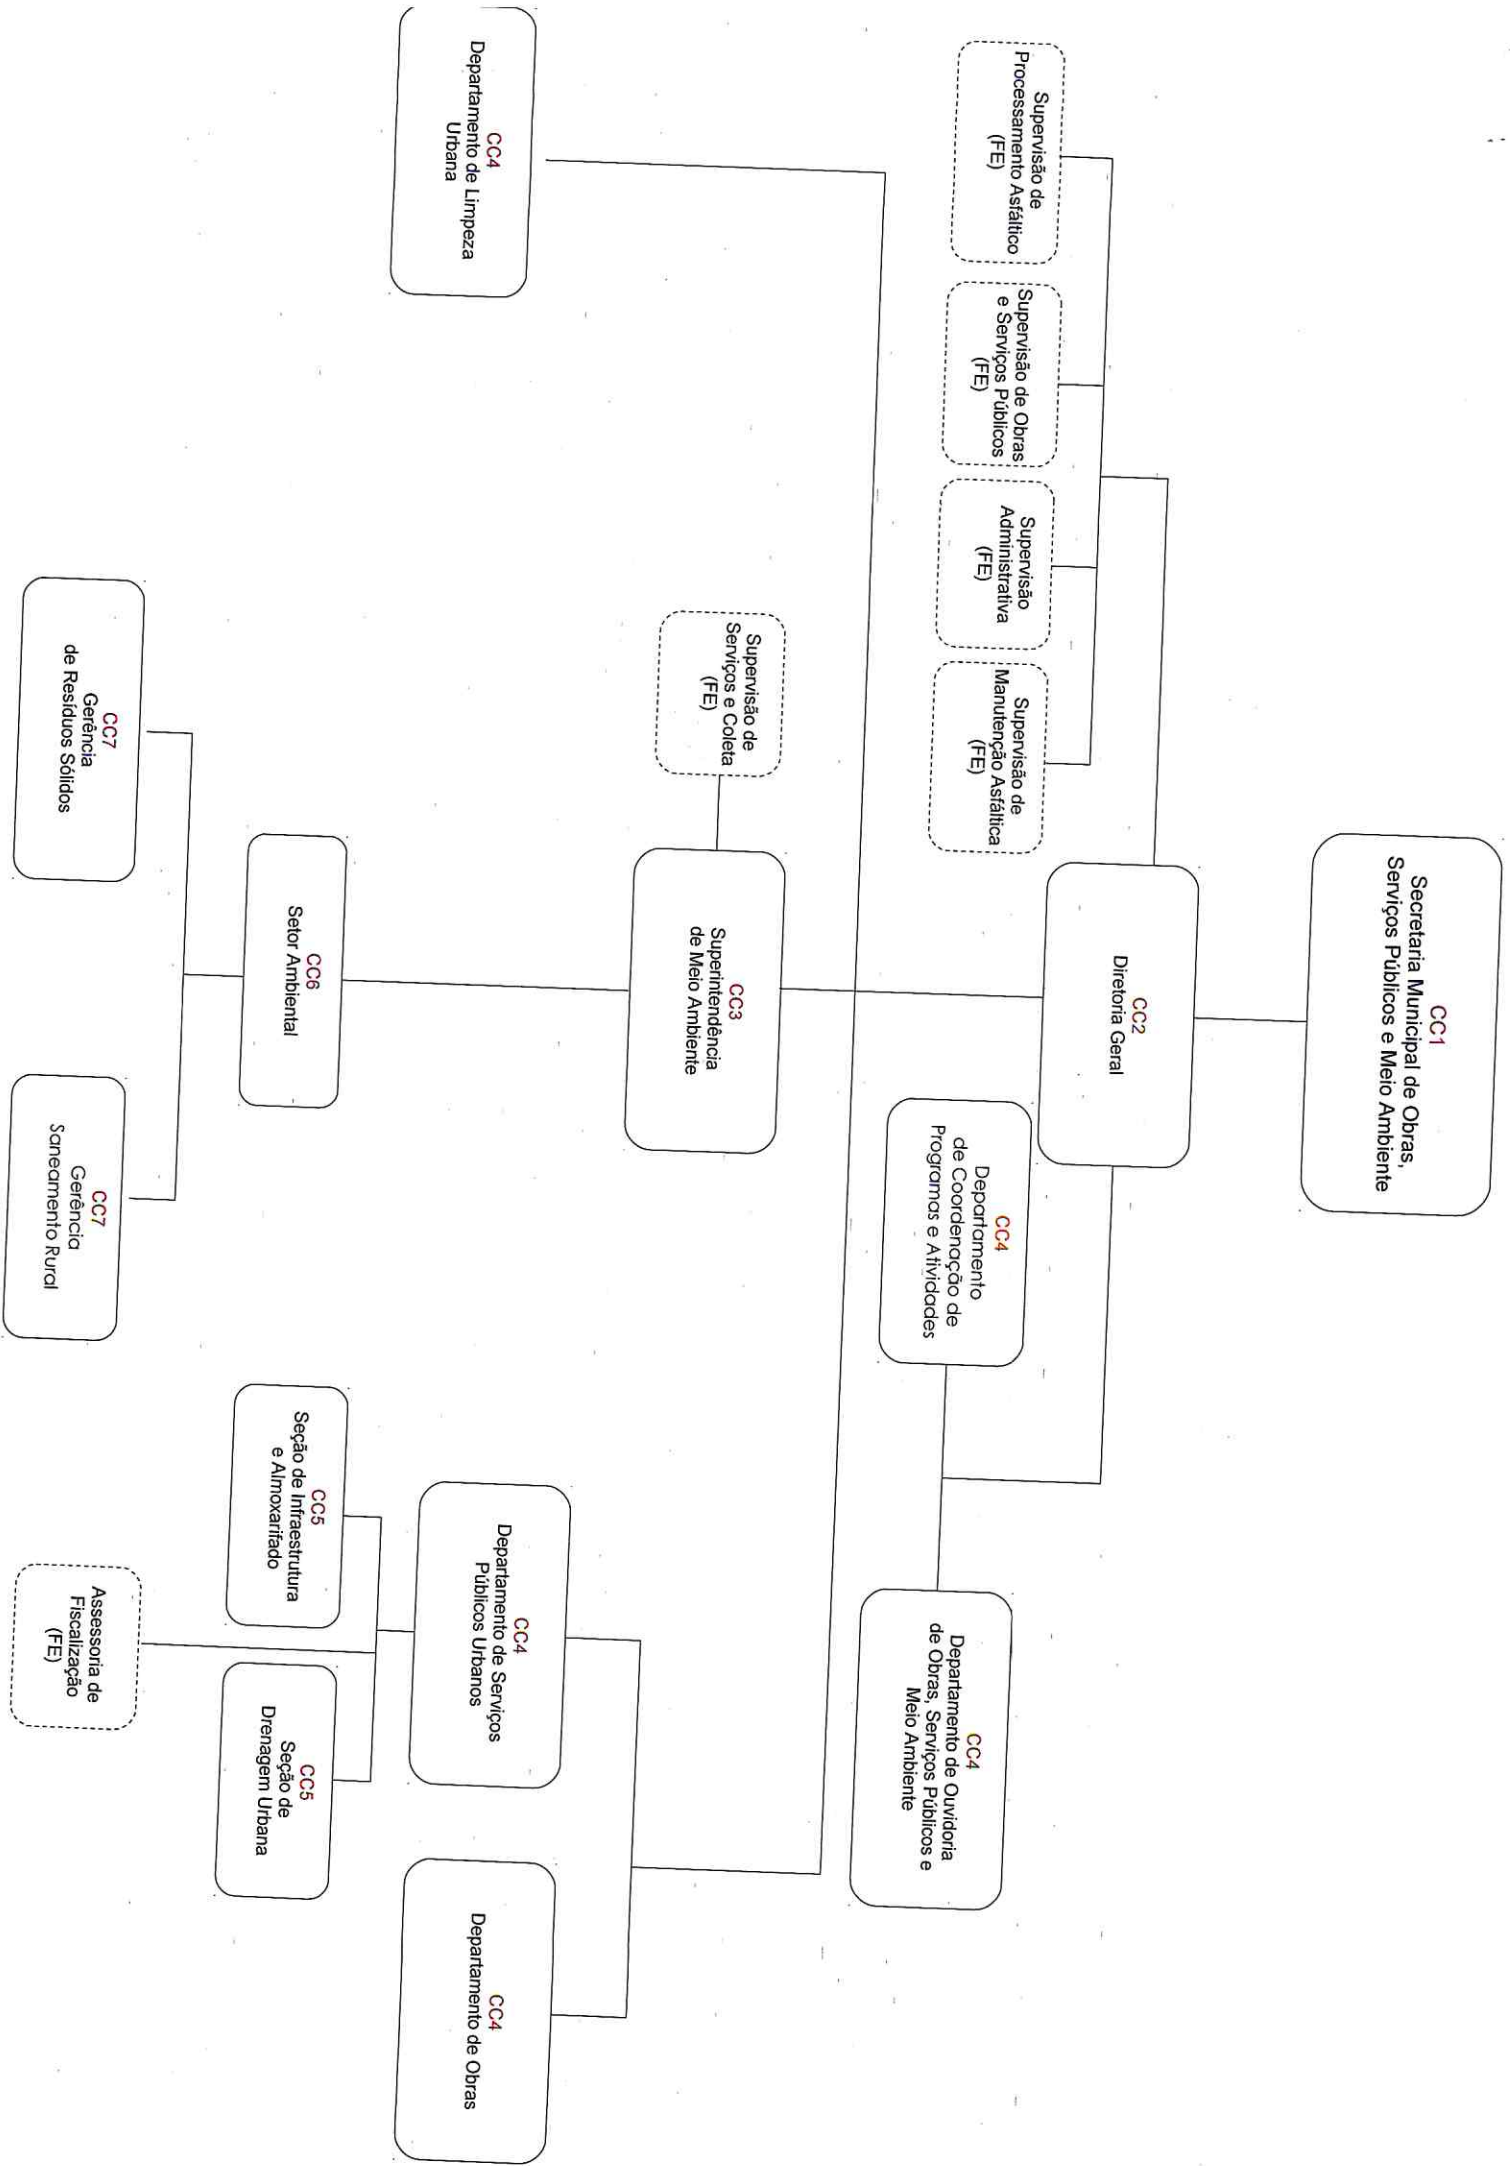 CC1
Secretaria Municipal de Obras,
Serviços Públicos e Meio Ambiente
CC2
Diretoria Geral
Supervisão de
Processamento Asfáltico
(FE)
Supervisão de Obras
e Serviços Públicos
(FE)
Supervisão
Administrativa
(FE)
Supervisão de
Manutenção Asfáltica
(FE)
CC4
Departamento
de Coordenação de
Programas e Atividades
CC4
Departamento de Ouvidoria
de Obras, Serviços Públicos e
Meio Ambiente
Supervisão de
Serviços e Coleta
(FE)
CC3
Superintendência
de Meio Ambiente
CC4
Departamento de Limpeza
Urbana
CC4
Departamento de Serviços
Públicos Urbanos
CC4
Departamento de Obras
CC6
Setor Ambiental
CC5
Seção de Infraestrutura
e Almoxarifado
CC5
Seção de
Drenagem Urbana
CC7
Gerência
de Resíduos Sólidos
CC7
Gerência
Saneamento Rural
Assessoria de
Fiscalização
(FE)